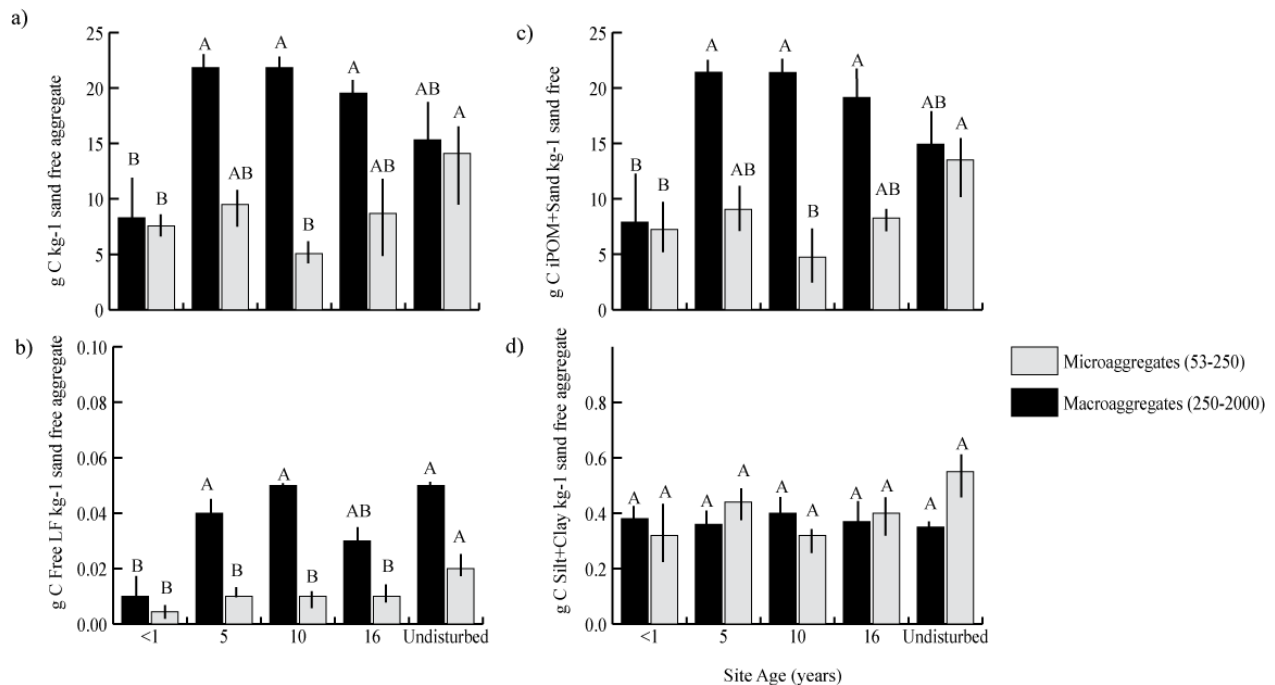 a)
g C kg-1 sand free aggregate
25
20
15
10
5
0
B
B
A
AB
A
B
A
AB
AB
A
c)
g C iPOM+Sand kg-1 sand free
25
20
15
10
5
0
B
B
A
AB
A
B
A
AB
AB
A
b)
g C Free LF kg-1 sand free aggregate
0.10
0.08
0.06
0.04
0.02
0.00
B
B
A
B
A
B
AB
B
A
A
<1
5
10
16
Undisturbed
d)
g C Silt+Clay kg-1 sand free aggregate
0.8
0.6
0.4
0.2
0.0
A
A
A
A
A
A
A
A
A
A
<1
5
10
16
Undisturbed
Site Age (years)
Microaggregates (53-250)
Macroaggregates (250-2000)